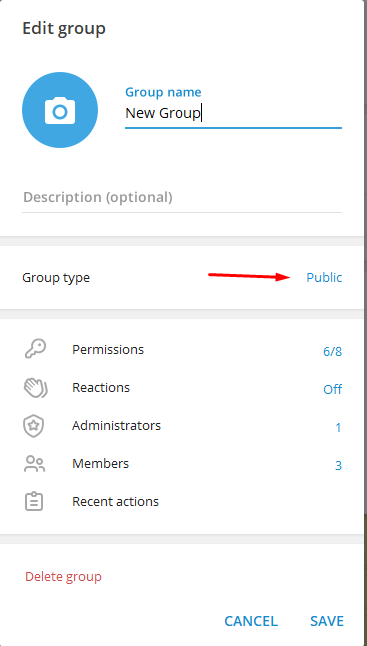 Edit group
Group name
New Group
Description (optional)
Group type Public
Permissions 6/8
Reactions Off
Administrators 1
Members 3
Recent actions
Delete group
CANCEL SAVE